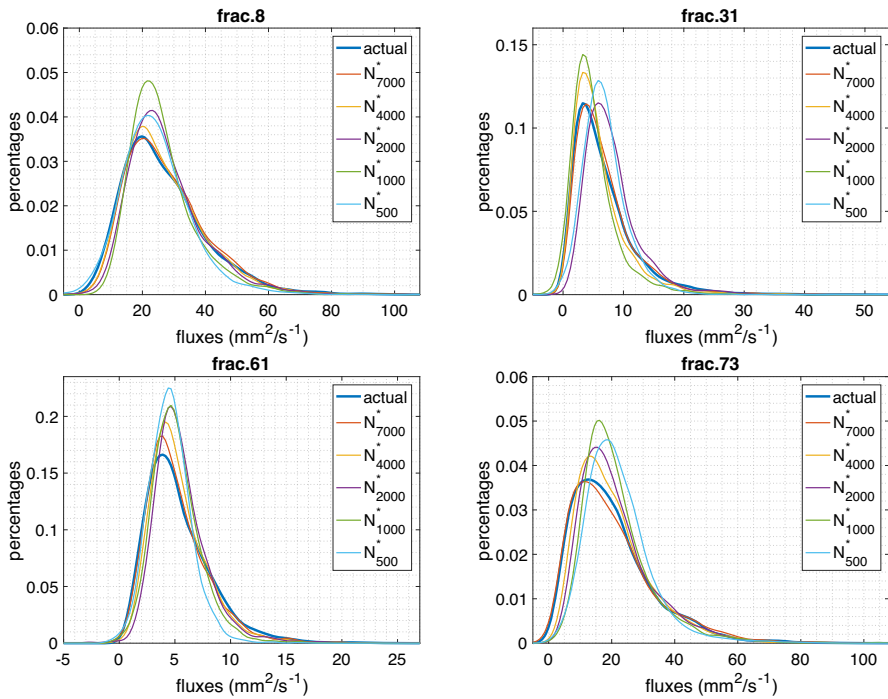 frac.8
0.06
0.05
0.04
0.03
0.02
0.01
0
percentages
0 20 40 60 80 100
fluxes (mm²/s⁻¹)
actual
N*7000
N*4000
N*2000
N*1000
N*500
frac.31
0.15
0.1
0.05
0
percentages
0 10 20 30 40 50
fluxes (mm²/s⁻¹)
actual
N*7000
N*4000
N*2000
N*1000
N*500
frac.61
0.2
0.15
0.1
0.05
0
percentages
-5 0 5 10 15 20 25
fluxes (mm²/s⁻¹)
actual
N*7000
N*4000
N*2000
N*1000
N*500
frac.73
0.06
0.05
0.04
0.03
0.02
0.01
0
percentages
0 20 40 60 80 100
fluxes (mm²/s⁻¹)
actual
N*7000
N*4000
N*2000
N*1000
N*500